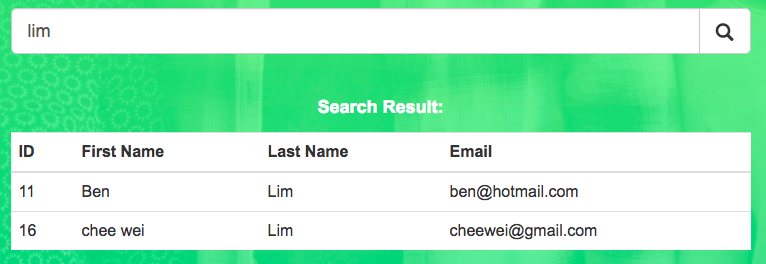 lim
Search Result:
ID First Name Last Name Email
11 Ben Lim ben@hotmail.com
16 chee wei Lim cheewei@gmail.com